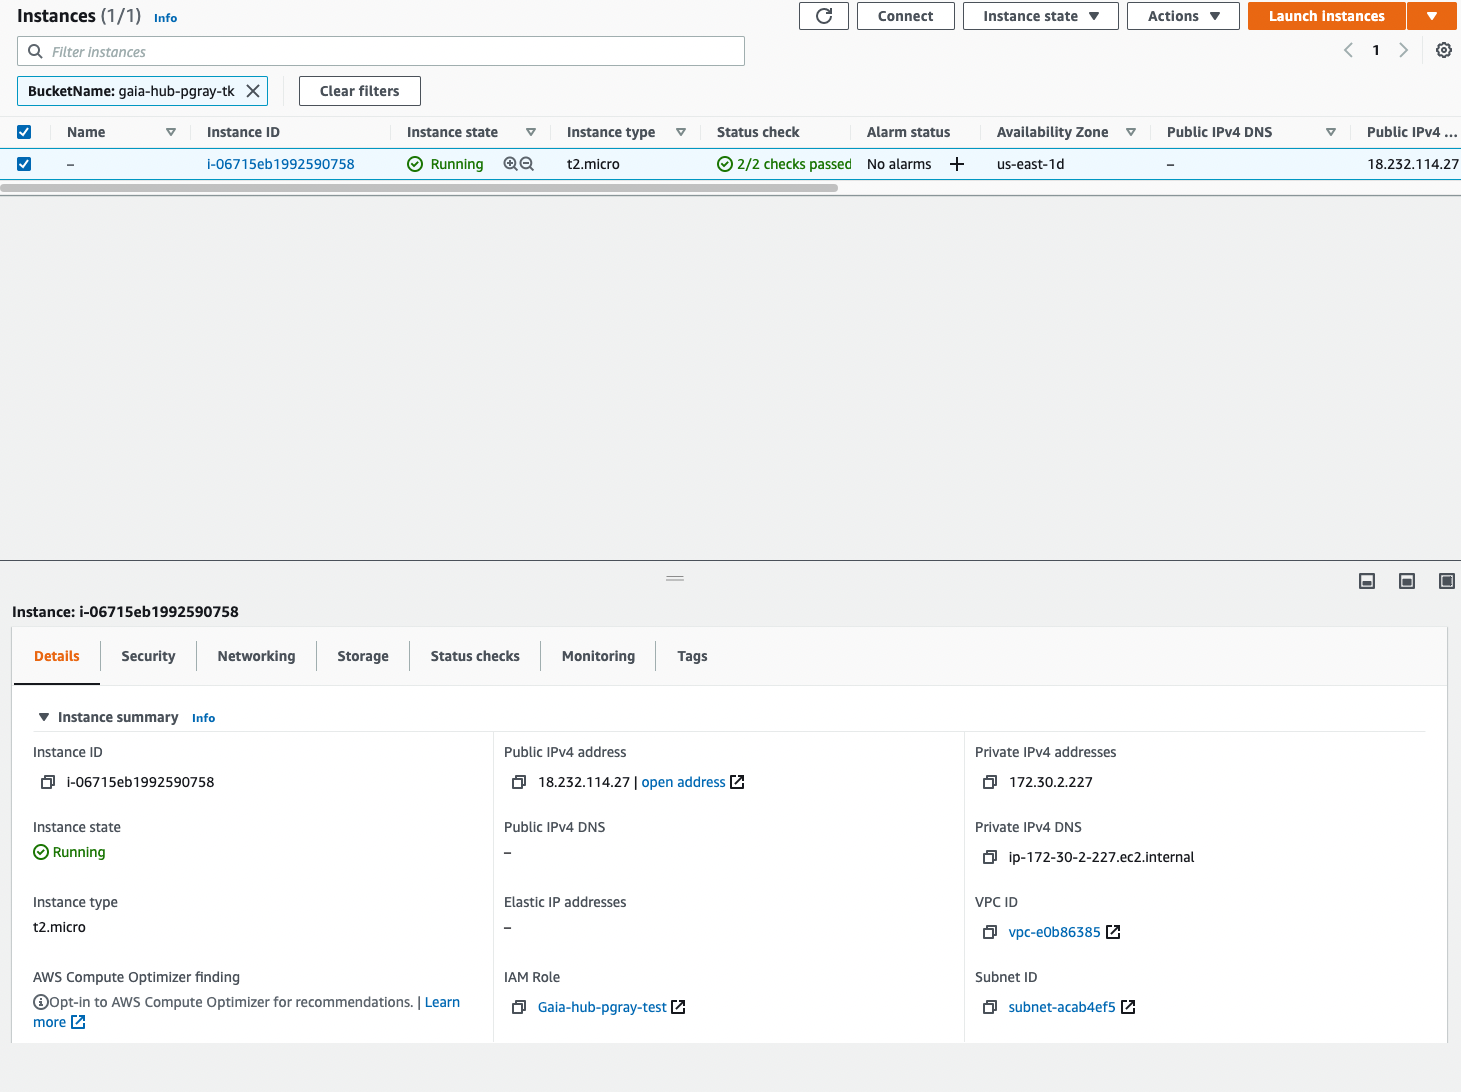 Instances (1/1) Info
Connect
Instance state
Actions
Launch instances
Filter instances
1
BucketName: gaia-hub-pgray-tk
Clear filters
Name Instance ID Instance state Instance type Status check Alarm status Availability Zone Public IPv4 DNS Public IPv4 ...
– i-06715eb1992590758 Running t2.micro 2/2 checks passed No alarms us-east-1d – 18.232.114.27
Instance: i-06715eb1992590758
Details Security Networking Storage Status checks Monitoring Tags
Instance summary Info
Instance ID
i-06715eb1992590758
Public IPv4 address
18.232.114.27 | open address
Private IPv4 addresses
172.30.2.227
Instance state
Running
Public IPv4 DNS
–
Private IPv4 DNS
ip-172-30-2-227.ec2.internal
Instance type
t2.micro
Elastic IP addresses
–
VPC ID
vpc-e0b86385
AWS Compute Optimizer finding
Opt-in to AWS Compute Optimizer for recommendations. | Learn
more
IAM Role
Gaia-hub-pgray-test
Subnet ID
subnet-acab4ef5